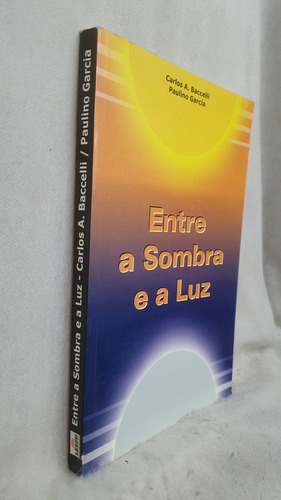 Carlos A. Baccelli
Paulino Garcia
Entre
a Sombra
e a Luz
Entre a Sombra e a Luz - Carlos A. Baccelli / Paulino Garcia